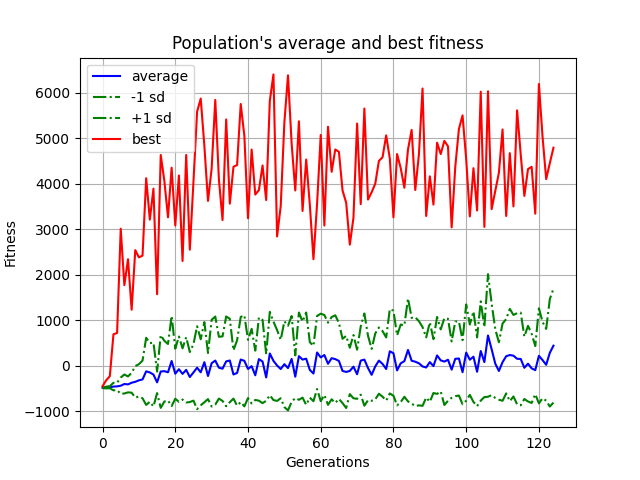 Population's average and best fitness
average
-1 sd
+1 sd
best
Fitness
6000
5000
4000
3000
2000
1000
0
−1000
0 20 40 60 80 100 120
Generations